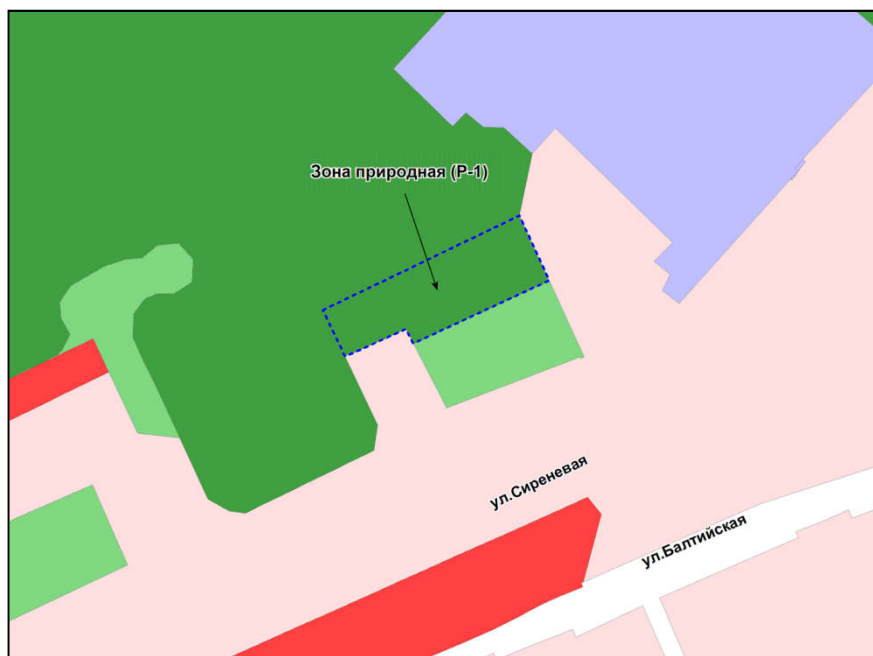 Зона природная (Р-1)
ул.Сиреневая
ул.Балтийская